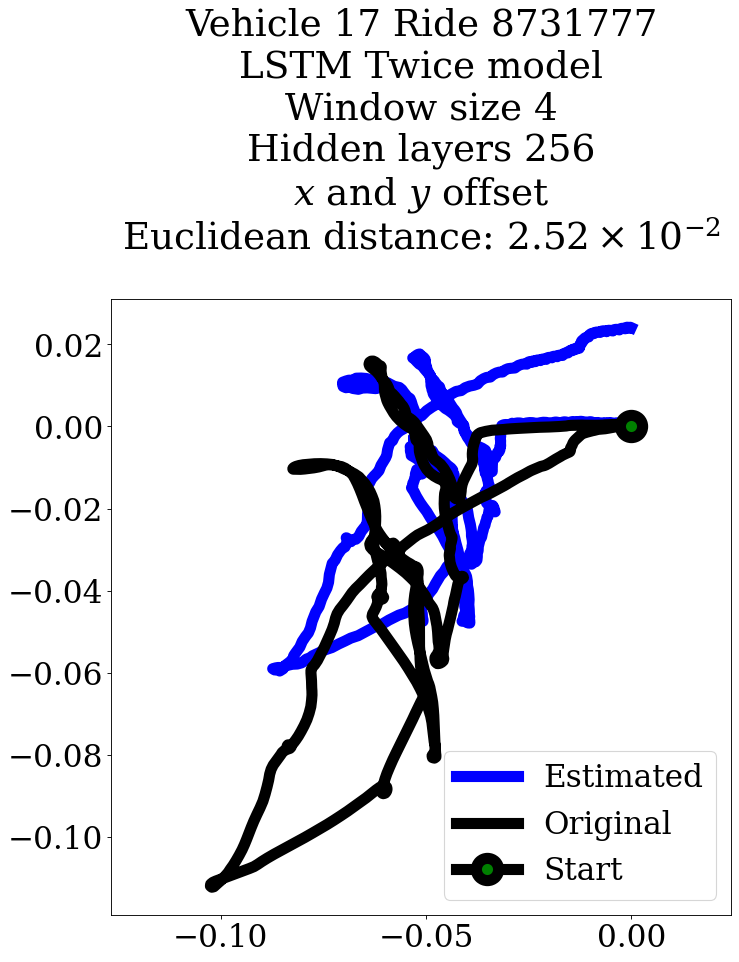 Vehicle 17 Ride 8731777
LSTM Twice model
Window size 4
Hidden layers 256
x and y offset
Euclidean distance: 2.52 × 10⁻²
0.02
0.00
−0.02
−0.04
−0.06
−0.08
−0.10
Estimated
Original
Start
−0.10 −0.05 0.00